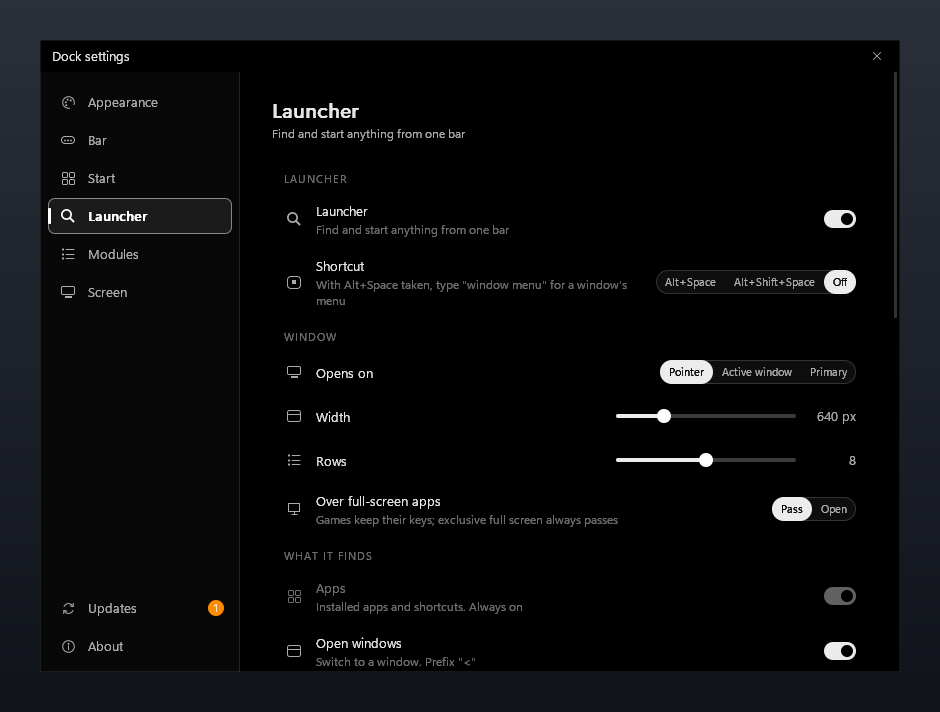 Dock settings
Appearance
Bar
Start
Launcher
Modules
Screen
Updates
1
About
Launcher
Find and start anything from one bar
LAUNCHER
Launcher
Find and start anything from one bar
Shortcut
With Alt+Space taken, type "window menu" for a window's
menu
Alt+Space Alt+Shift+Space Off
WINDOW
Opens on
Pointer Active window Primary
Width
640 px
Rows
8
Over full-screen apps
Games keep their keys; exclusive full screen always passes
Pass Open
WHAT IT FINDS
Apps
Installed apps and shortcuts. Always on
Open windows
Switch to a window. Prefix "<"